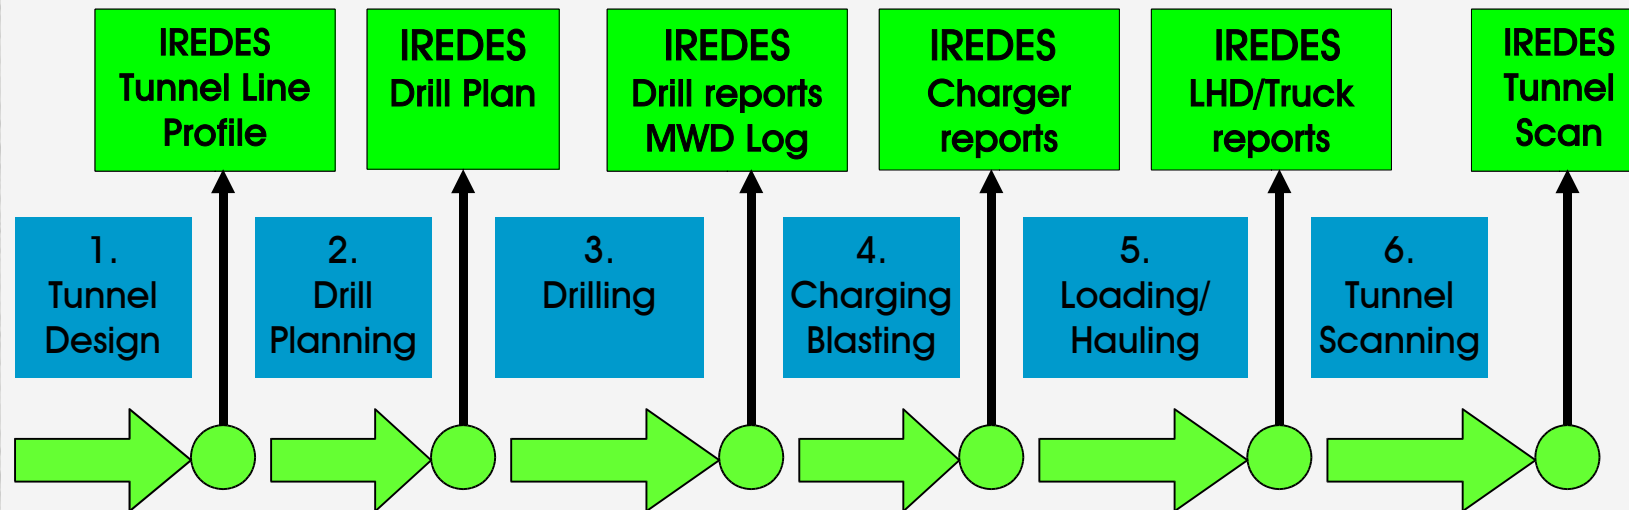 IREDES
Tunnel Line
Profile
IREDES
Drill Plan
IREDES
Drill reports
MWD Log
IREDES
Charger
reports
IREDES
LHD/Truck
reports
IREDES
Tunnel
Scan
1.
Tunnel
Design
2.
Drill
Planning
3.
Drilling
4.
Charging
Blasting
5.
Loading/
Hauling
6.
Tunnel
Scanning